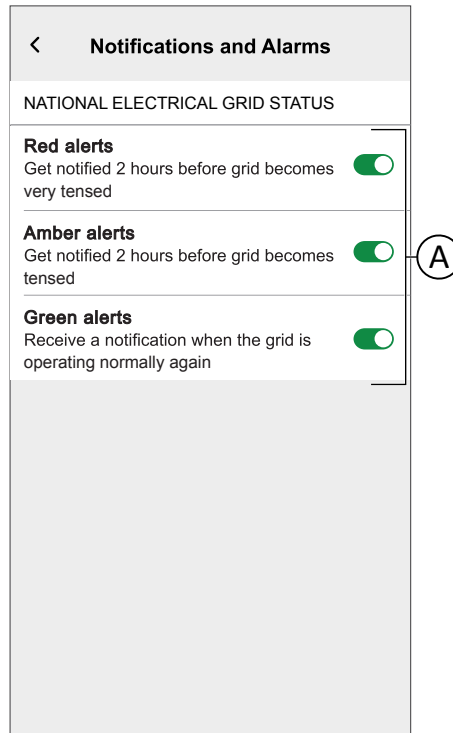 Notifications and Alarms
NATIONAL ELECTRICAL GRID STATUS
Red alerts
Get notified 2 hours before grid becomes
very tensed
Amber alerts
Get notified 2 hours before grid becomes
tensed
A
Green alerts
Receive a notification when the grid is
operating normally again